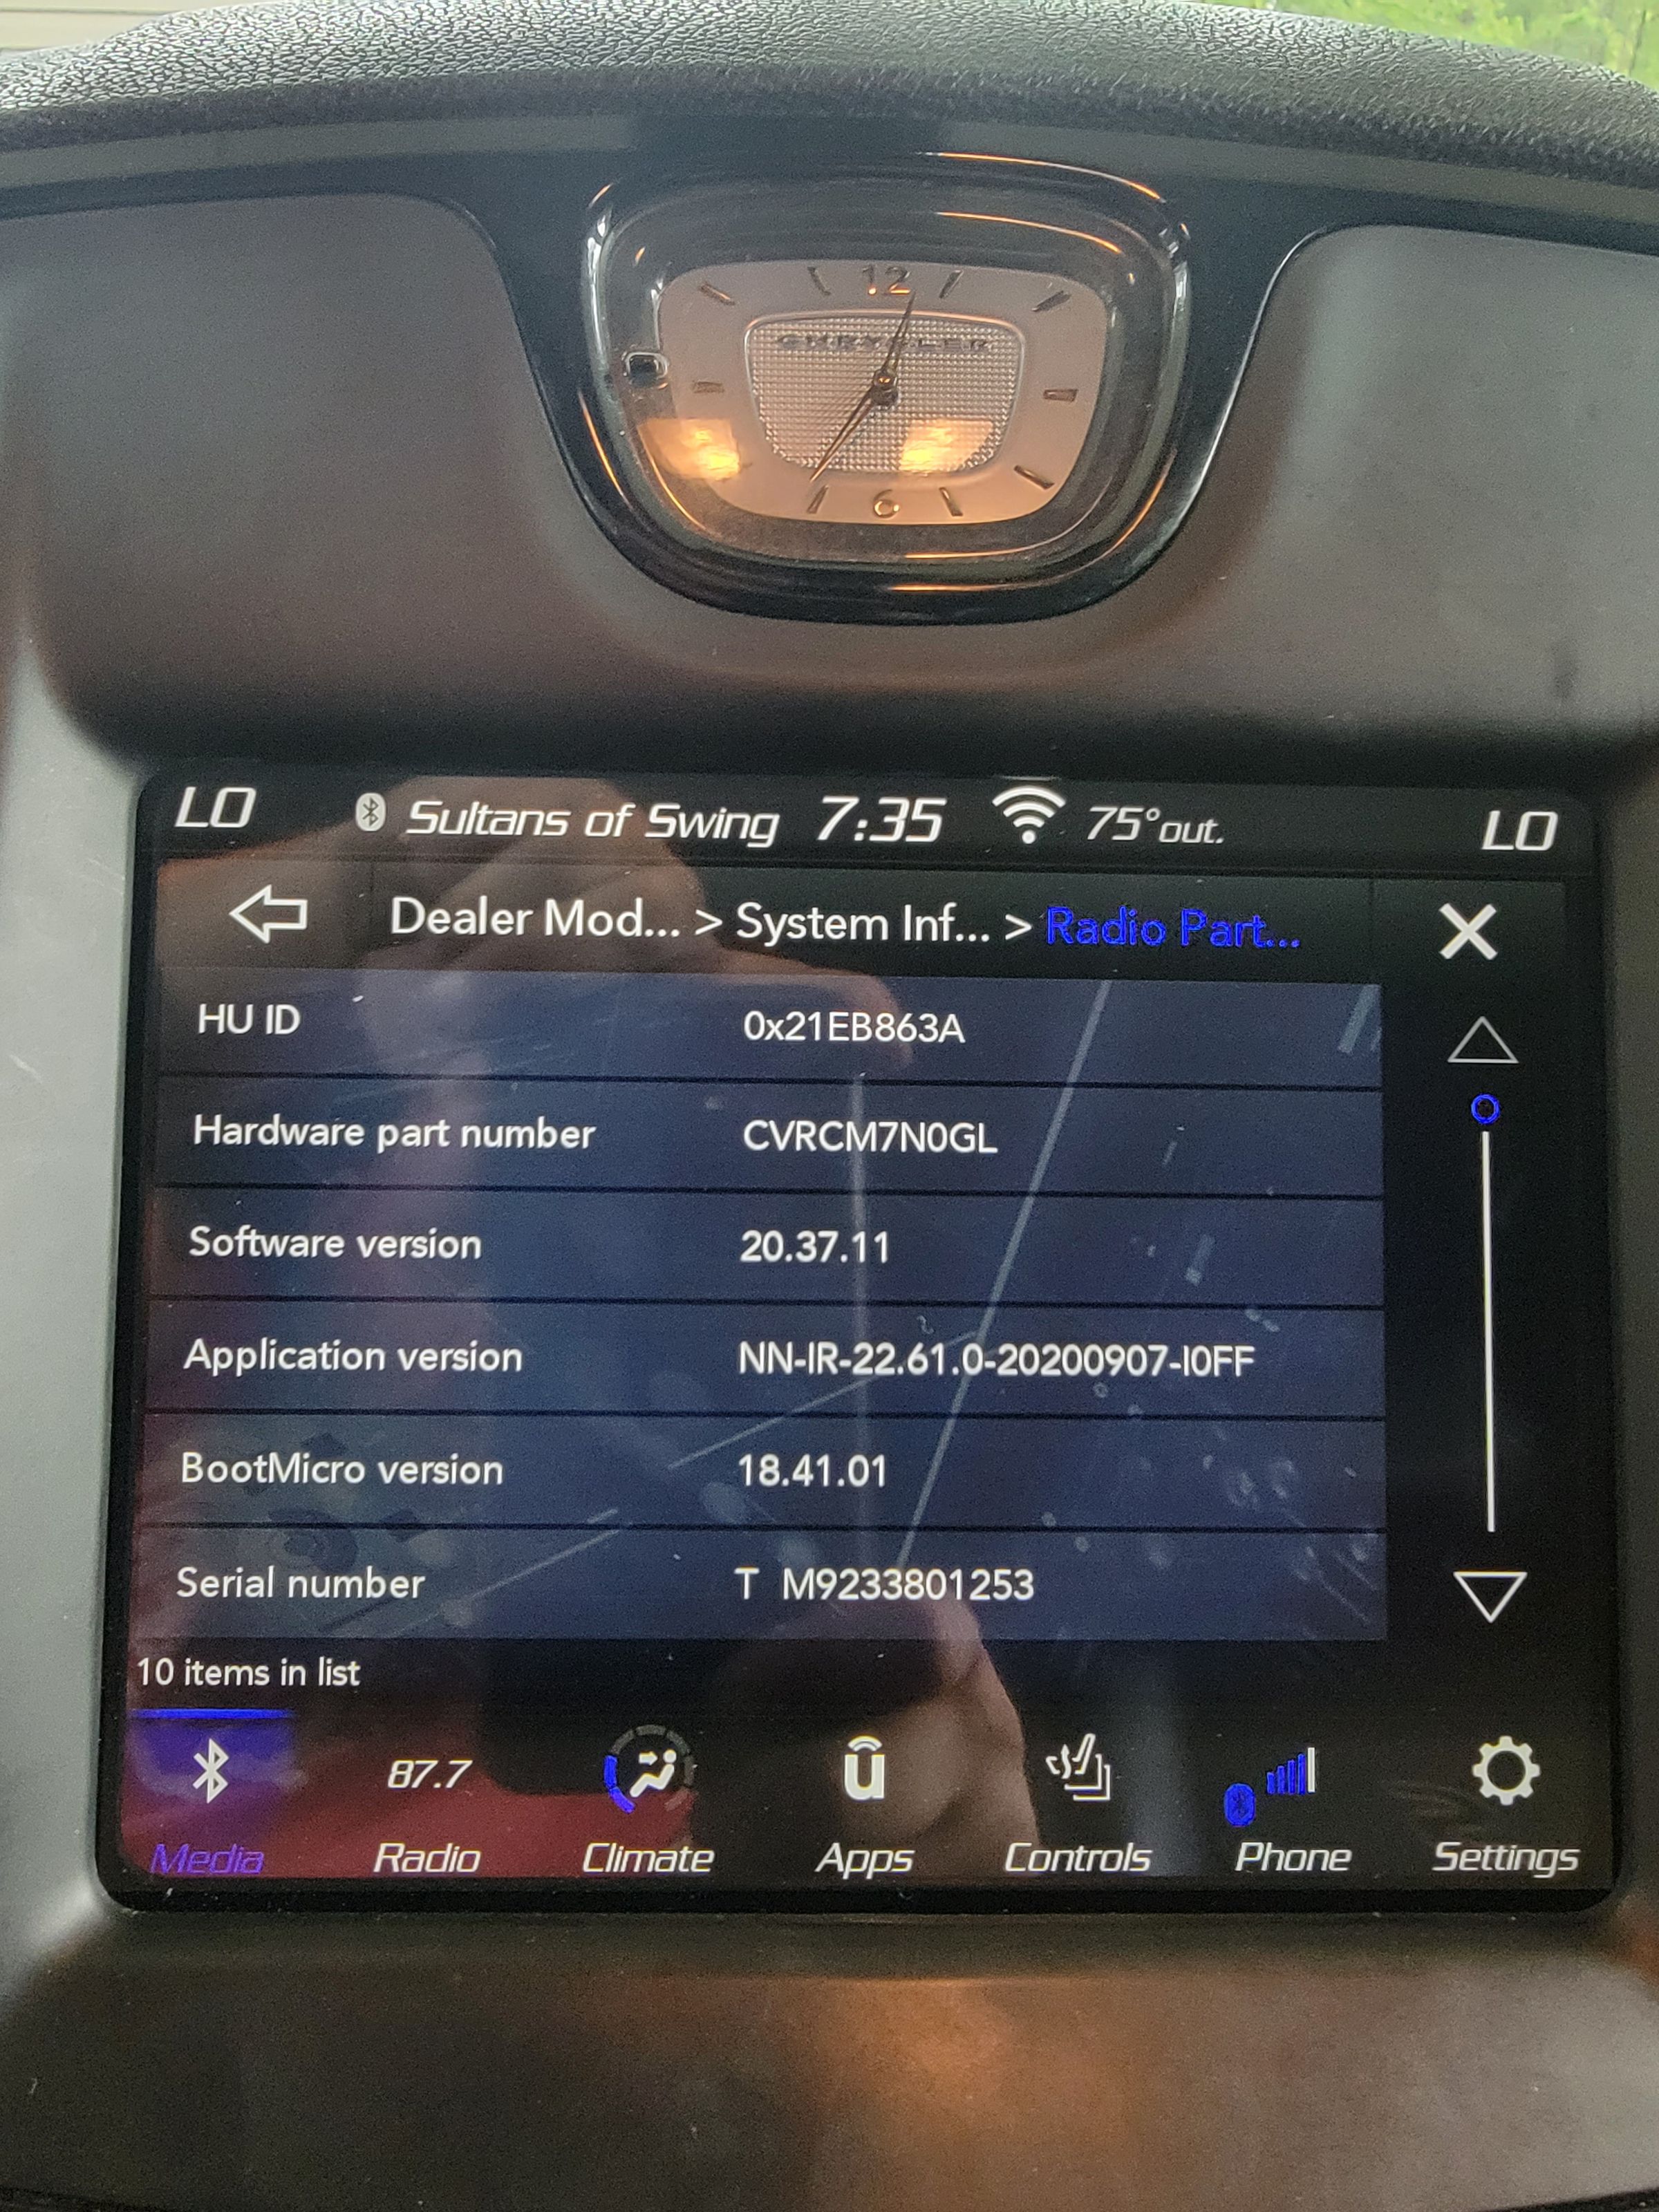 12
CHRYSLER
6
LO Sultans of Swing 7:35 75°out. LO
Dealer Mod... > System Inf... > Radio Part...
HU ID 0x21EB863A
Hardware part number CVRCM7N0GL
Software version 20.37.11
Application version NN-IR-22.61.0-20200907-I0FF
BootMicro version 18.41.01
Serial number T M9233801253
10 items in list
87.7
u
Media Radio Climate Apps Controls Phone Settings